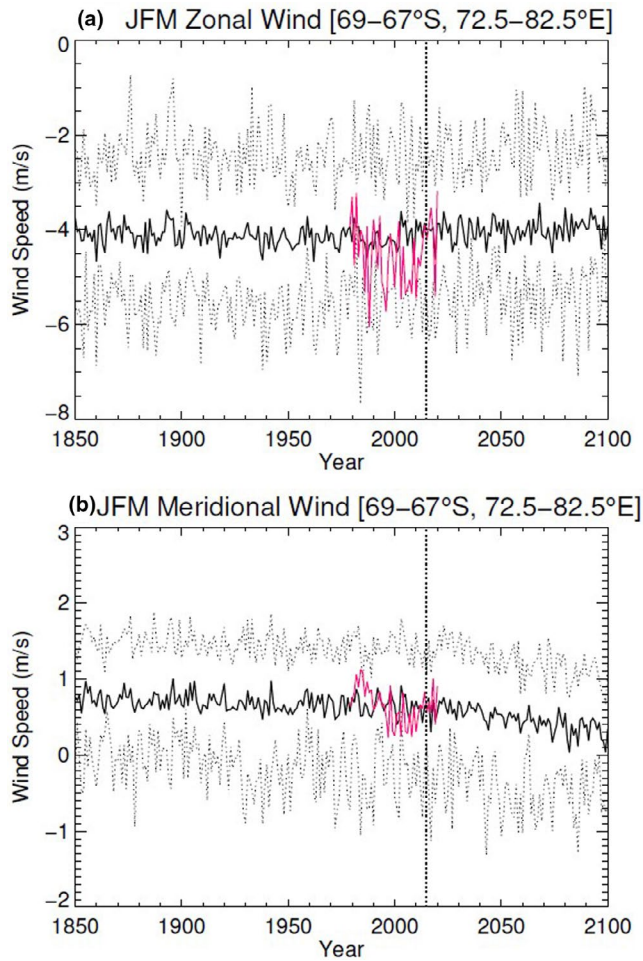 (a) JFM Zonal Wind [69–67°S, 72.5–82.5°E]
0
−2
−4
−6
−8
Wind Speed (m/s)
1850 1900 1950 2000 2050 2100
Year
(b) JFM Meridional Wind [69–67°S, 72.5–82.5°E]
3
2
1
0
−1
−2
Wind Speed (m/s)
1850 1900 1950 2000 2050 2100
Year